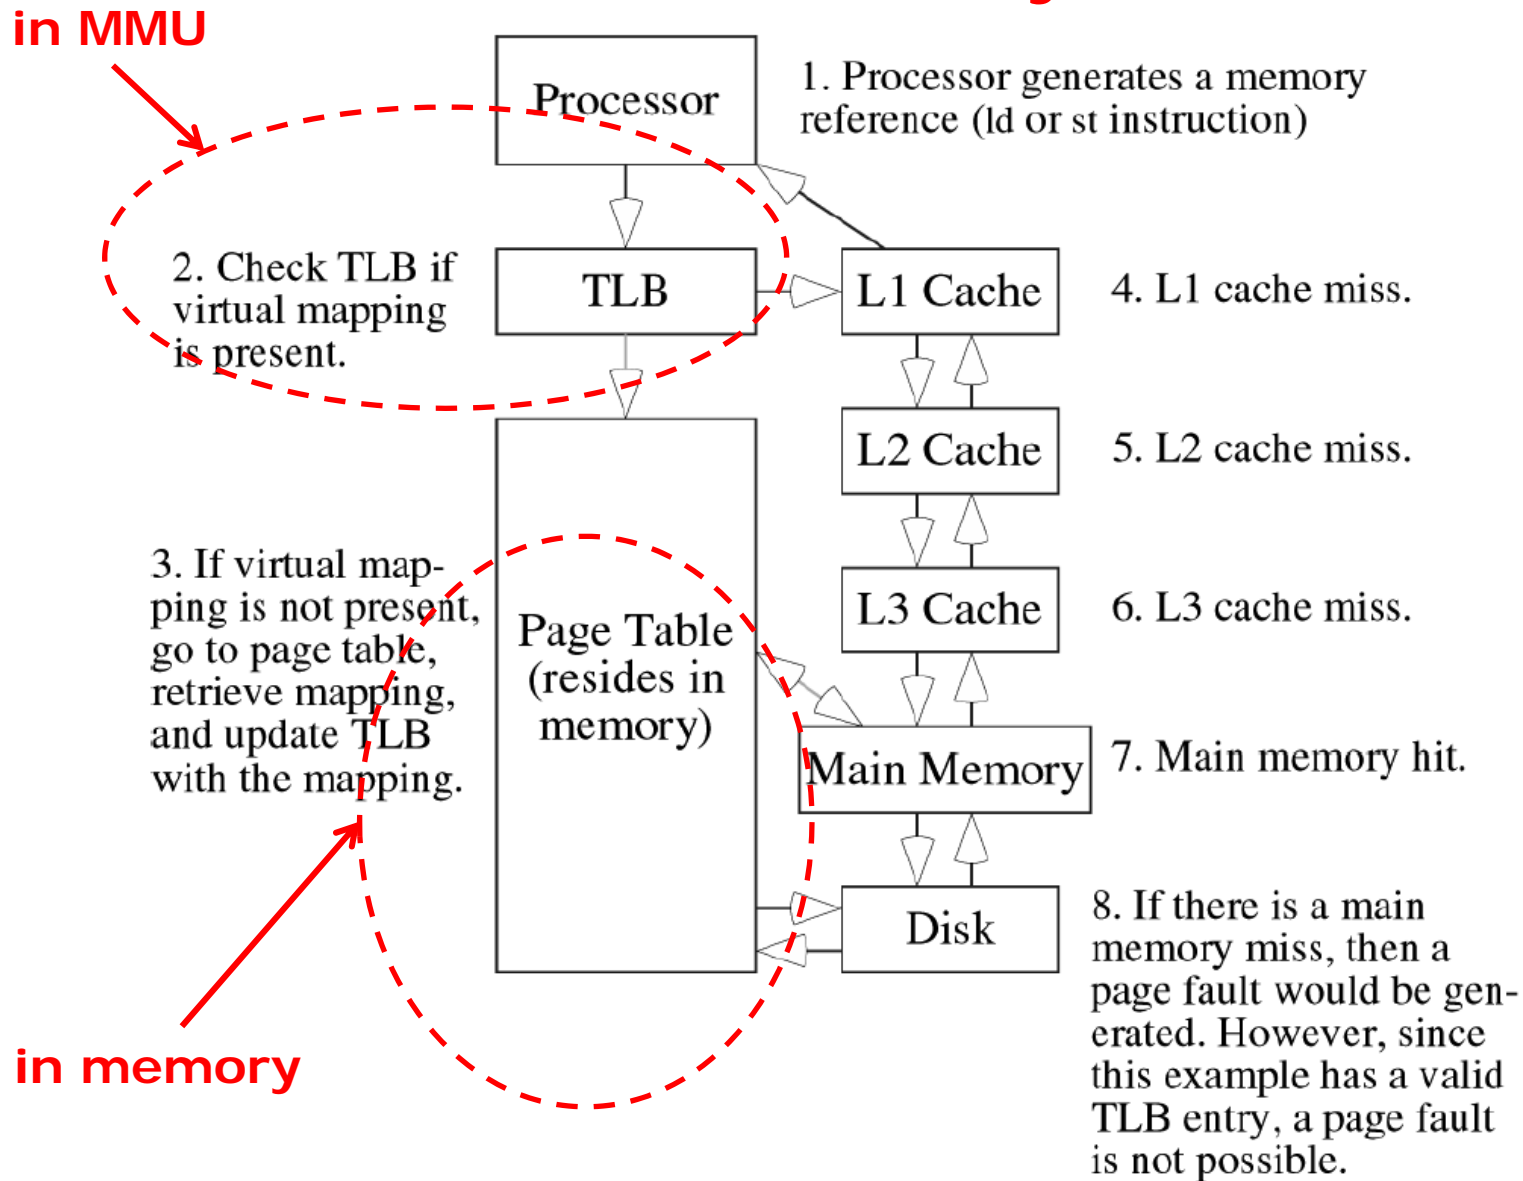 in MMU
Processor
1. Processor generates a memory
reference (ld or st instruction)
2. Check TLB if
virtual mapping
is present.
TLB
L1 Cache
4. L1 cache miss.
L2 Cache
5. L2 cache miss.
3. If virtual map-
ping is not present,
go to page table,
retrieve mapping,
and update TLB
with the mapping.
Page Table
(resides in
memory)
L3 Cache
6. L3 cache miss.
Main Memory
7. Main memory hit.
Disk
8. If there is a main
memory miss, then a
page fault would be gen-
erated. However, since
this example has a valid
TLB entry, a page fault
is not possible.
in memory